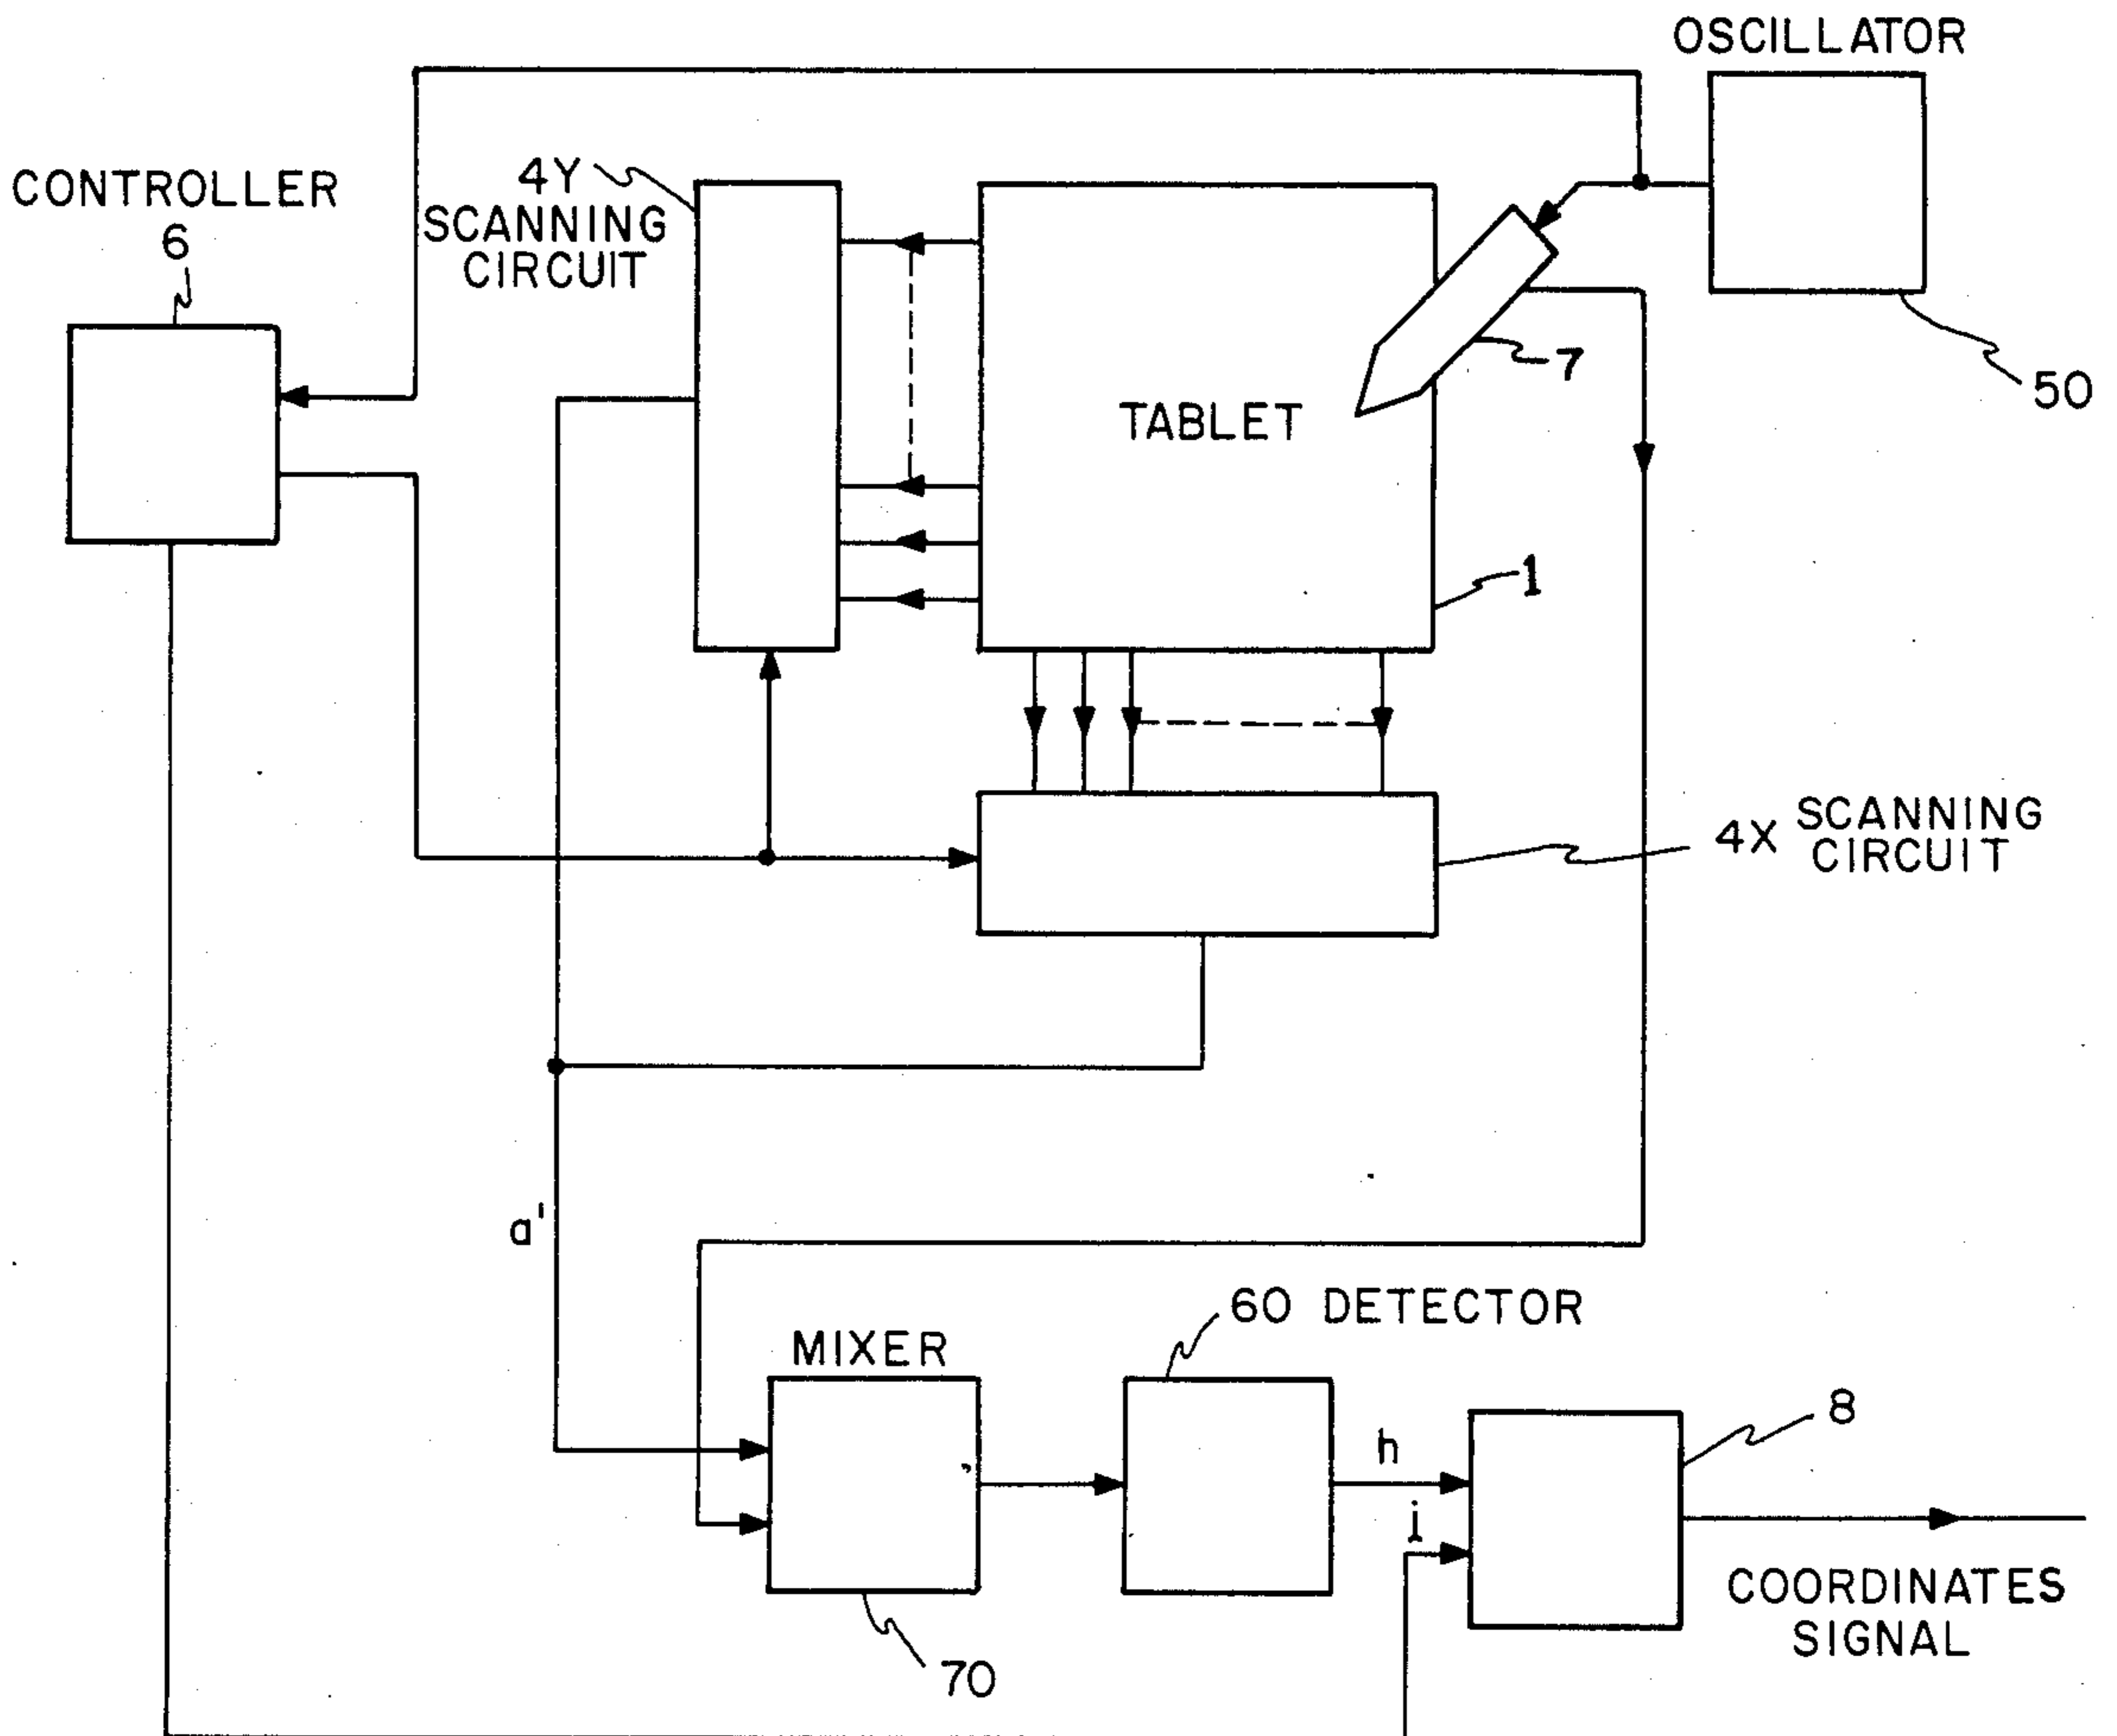 OSCILLATOR
50
CONTROLLER
6
4Y
SCANNING
CIRCUIT
TABLET
7
1
4X SCANNING
CIRCUIT
a'
MIXER
70
60 DETECTOR
h
i
8
COORDINATES
SIGNAL